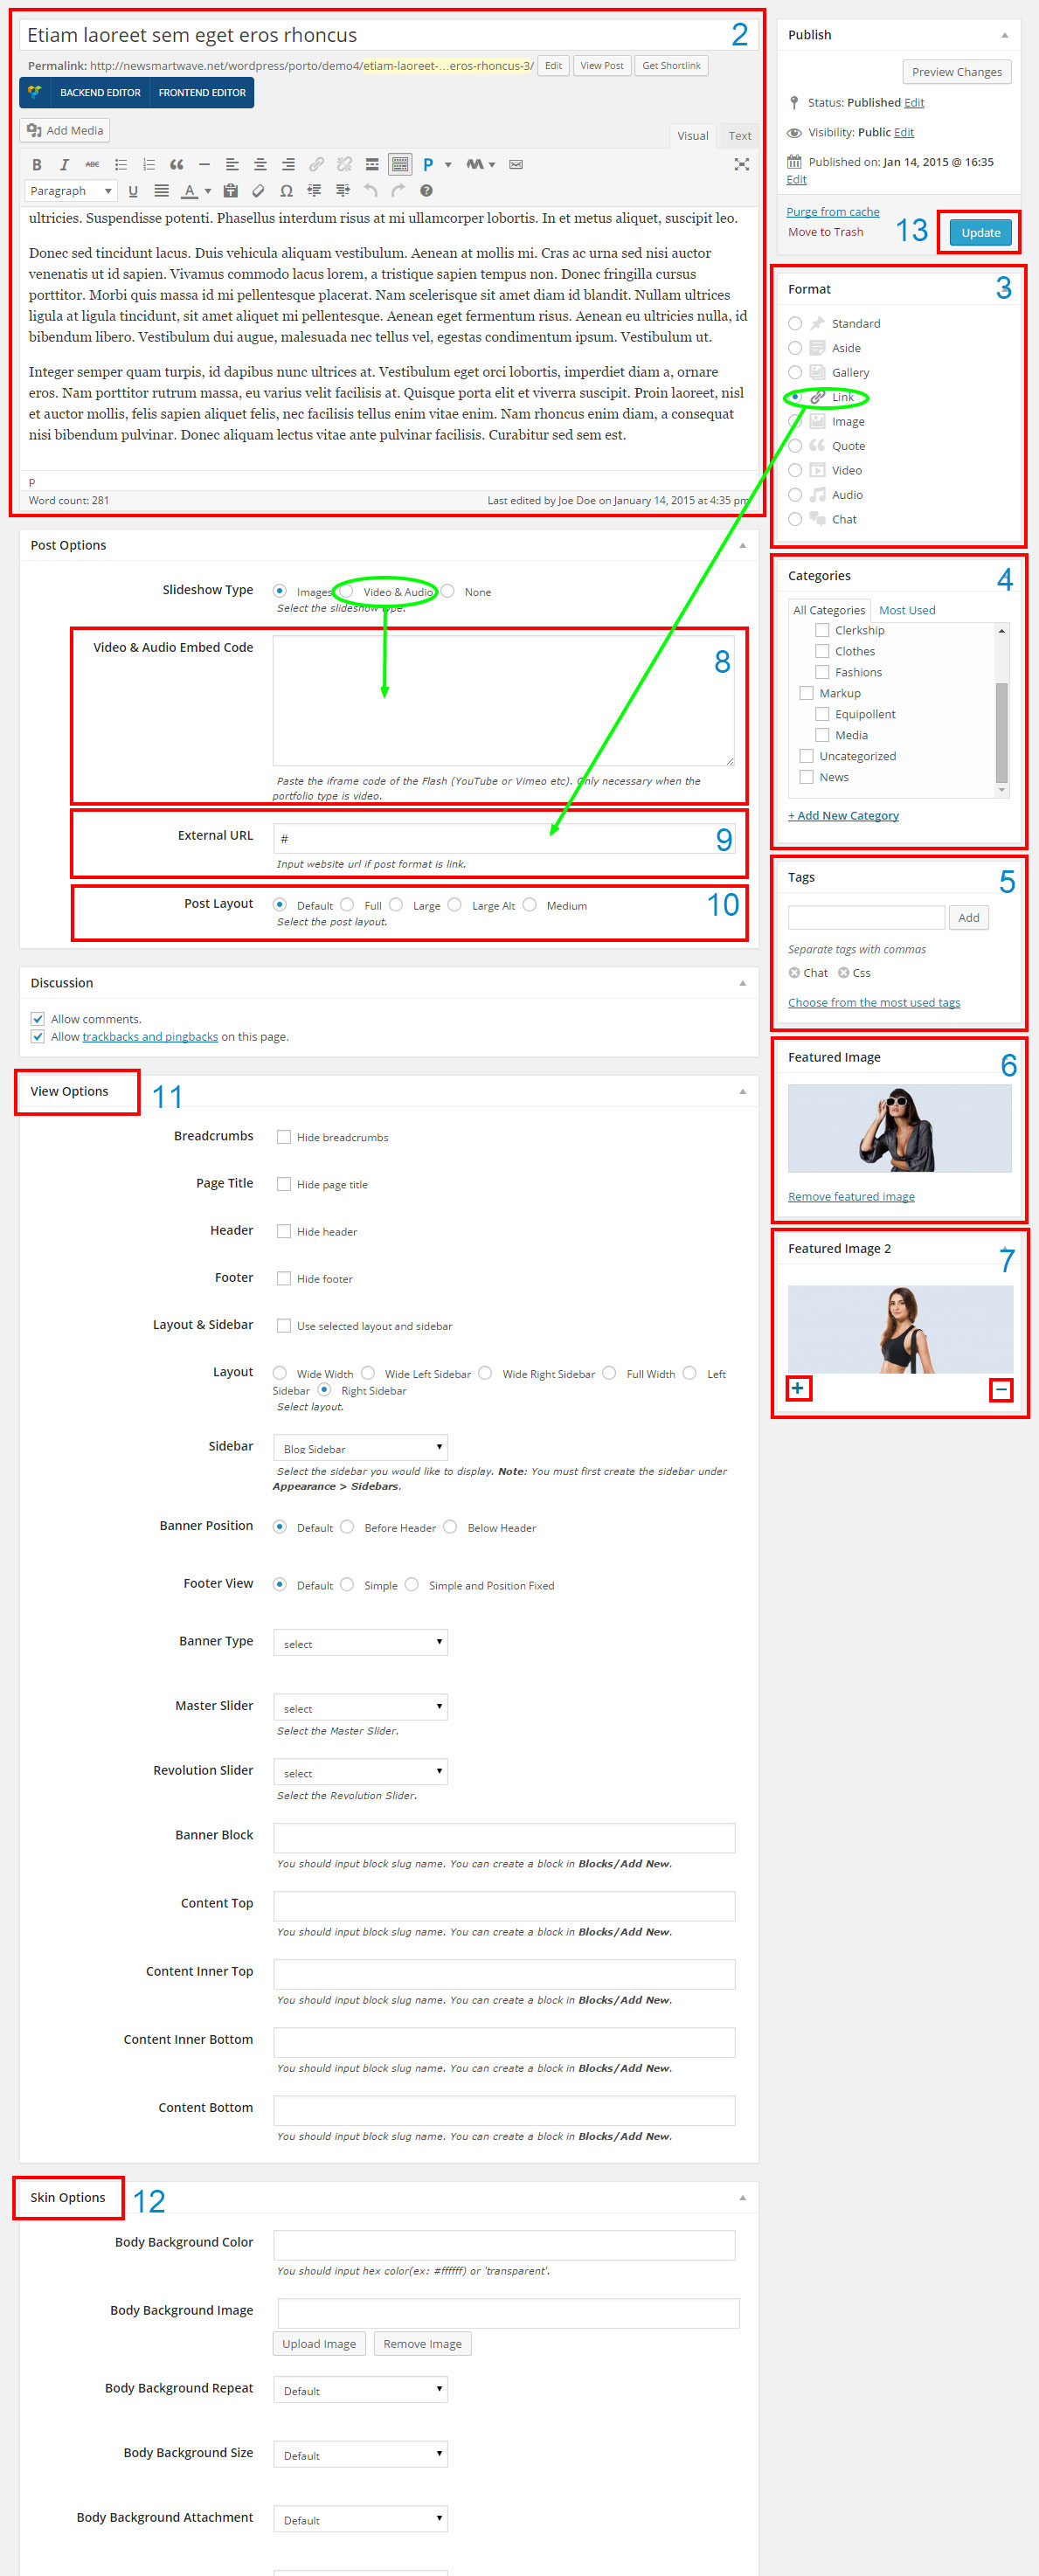 Etiam laoreet sem eget eros rhoncus
2
Permalink: http://newsmartwave.net/wordpress/porto/demo4/etiam-laoreet-…eros-rhoncus-3/ Edit View Post Get Shortlink
BACKEND EDITOR FRONTEND EDITOR
Add Media
Visual Text
B I ABC P
Paragraph U A Ω
ultricies. Suspendisse potenti. Phasellus interdum risus at mi ullamcorper lobortis. In et metus aliquet, suscipit leo.
Donec sed tincidunt lacus. Duis vehicula aliquam vestibulum. Aenean at mollis mi. Cras ac urna sed nisi auctor
venenatis ut id sapien. Vivamus commodo lacus lorem, a tristique sapien tempus non. Donec fringilla cursus
porttitor. Morbi quis massa id mi pellentesque placerat. Nam scelerisque sit amet diam id blandit. Nullam ultrices
ligula at ligula tincidunt, sit amet aliquet mi pellentesque. Aenean eget fermentum risus. Aenean eu ultricies nulla, id
bibendum libero. Vestibulum dui augue, malesuada nec tellus vel, egestas condimentum ipsum. Vestibulum ut.
Integer semper quam turpis, id dapibus nunc ultrices at. Vestibulum eget orci lobortis, imperdiet diam a, ornare
eros. Nam porttitor rutrum massa, eu varius velit facilisis at. Quisque porta elit et viverra suscipit. Proin laoreet, nisl
et auctor mollis, felis sapien aliquet felis, nec facilisis tellus enim vitae enim. Nam rhoncus enim diam, a consequat
nisi bibendum pulvinar. Donec aliquam lectus vitae ante pulvinar facilisis. Curabitur sed sem est.
P
Word count: 281
Last edited by Joe Doe on January 14, 2015 at 4:35 pm
Post Options
Slideshow Type Images Video & Audio None
Select the slideshow type.
Video & Audio Embed Code
8
Paste the iframe code of the Flash (YouTube or Vimeo etc). Only necessary when the
portfolio type is video.
External URL # 9
Input website url if post format is link.
Post Layout Default Full Large Large Alt Medium 10
Select the post layout.
Discussion
Allow comments.
Allow trackbacks and pingbacks on this page.
View Options 11
Breadcrumbs Hide breadcrumbs
Page Title Hide page title
Header Hide header
Footer Hide footer
Layout & Sidebar Use selected layout and sidebar
Layout Wide Width Wide Left Sidebar Wide Right Sidebar Full Width Left
Sidebar Right Sidebar
Select layout.
Sidebar Blog Sidebar
Select the sidebar you would like to display. Note: You must first create the sidebar under
Appearance > Sidebars.
Banner Position Default Before Header Below Header
Footer View Default Simple Simple and Position Fixed
Banner Type select
Master Slider select
Select the Master Slider.
Revolution Slider select
Select the Revolution Slider.
Banner Block
You should input block slug name. You can create a block in Blocks/Add New.
Content Top
You should input block slug name. You can create a block in Blocks/Add New.
Content Inner Top
You should input block slug name. You can create a block in Blocks/Add New.
Content Inner Bottom
You should input block slug name. You can create a block in Blocks/Add New.
Content Bottom
You should input block slug name. You can create a block in Blocks/Add New.
Skin Options 12
Body Background Color
You should input hex color(ex: #ffffff) or 'transparent'.
Body Background Image
Upload Image Remove Image
Body Background Repeat Default
Body Background Size Default
Body Background Attachment Default
Publish
Preview Changes
Status: Published Edit
Visibility: Public Edit
Published on: Jan 14, 2015 @ 16:35
Edit
Purge from cache
Move to Trash 13 Update
Format 3
Standard
Aside
Gallery
Link
Image
Quote
Video
Audio
Chat
Categories 4
All Categories Most Used
Clerkship
Clothes
Fashions
Markup
Equipollent
Media
Uncategorized
News
+ Add New Category
Tags 5
Add
Separate tags with commas
Chat Css
Choose from the most used tags
Featured Image 6
Remove featured image
Featured Image 2 7
+ −